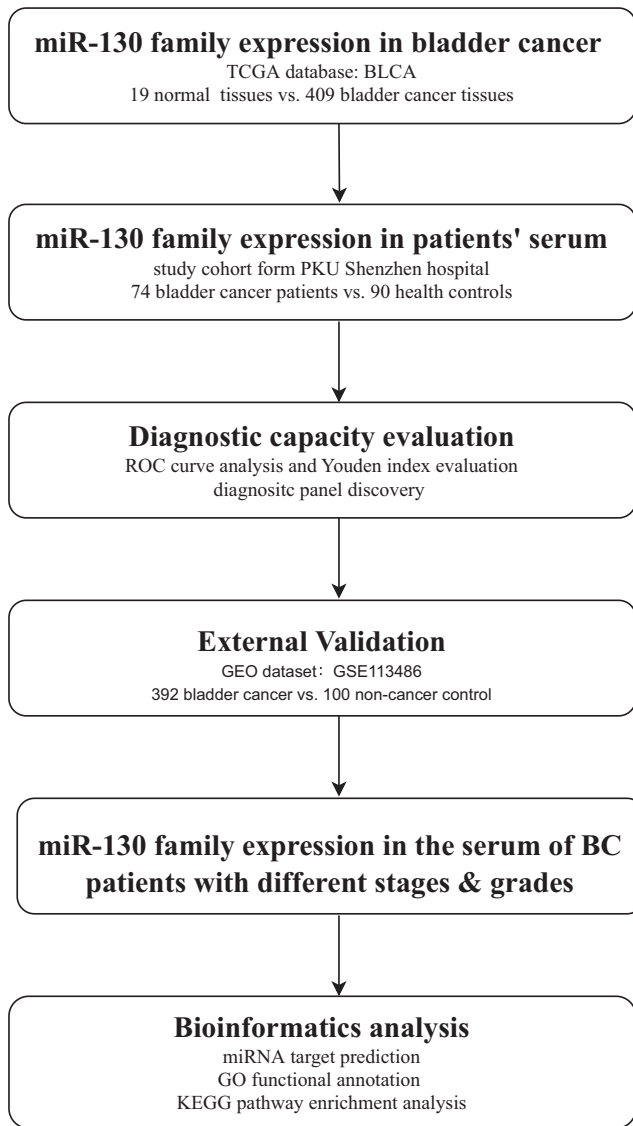 miR-130 family expression in bladder cancer
TCGA database: BLCA
19 normal tissues vs. 409 bladder cancer tissues
miR-130 family expression in patients' serum
study cohort form PKU Shenzhen hospital
74 bladder cancer patients vs. 90 health controls
Diagnostic capacity evaluation
ROC curve analysis and Youden index evaluation
diagnositc panel discovery
External Validation
GEO dataset：GSE113486
392 bladder cancer vs. 100 non-cancer control
miR-130 family expression in the serum of BC
patients with different stages & grades
Bioinformatics analysis
miRNA target prediction
GO functional annotation
KEGG pathway enrichment analysis